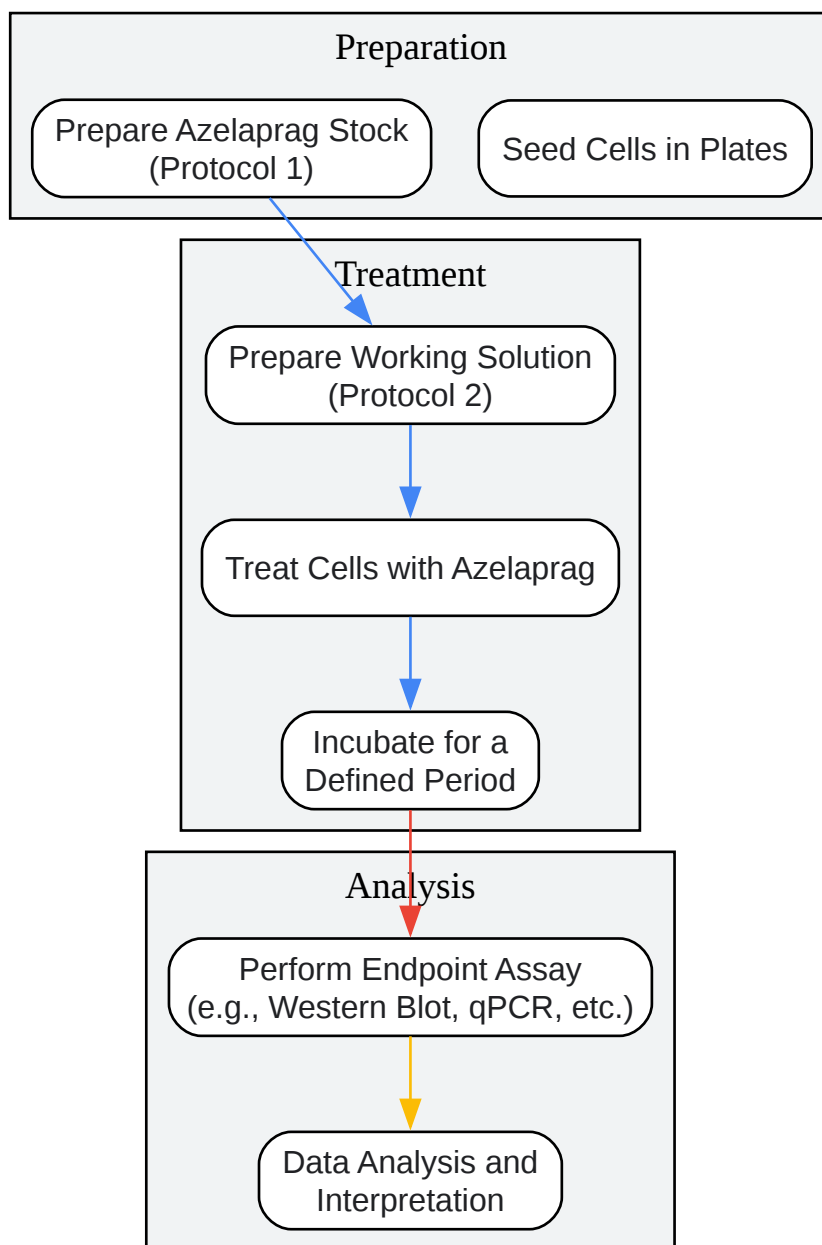 Preparation
Prepare Azelaprag Stock
(Protocol 1)
Seed Cells in Plates
Treatment
Prepare Working Solution
(Protocol 2)
Treat Cells with Azelaprag
Incubate for a
Defined Period
Analysis
Perform Endpoint Assay
(e.g., Western Blot, qPCR, etc.)
Data Analysis and
Interpretation